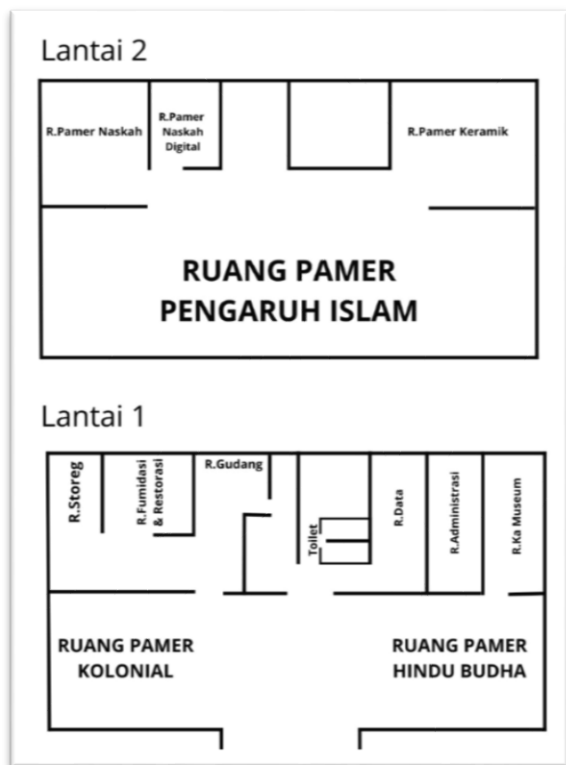 Lantai 2
R.Pamer Naskah
R.Pamer
Naskah
Digital
R.Pamer Keramik
RUANG PAMER
PENGARUH ISLAM
Lantai 1
R.Storeg
R.Fumidasi
& Restorasi
R.Gudang
Toilet
R.Data
R.Administrasi
R.Ka Museum
RUANG PAMER
KOLONIAL
RUANG PAMER
HINDU BUDHA